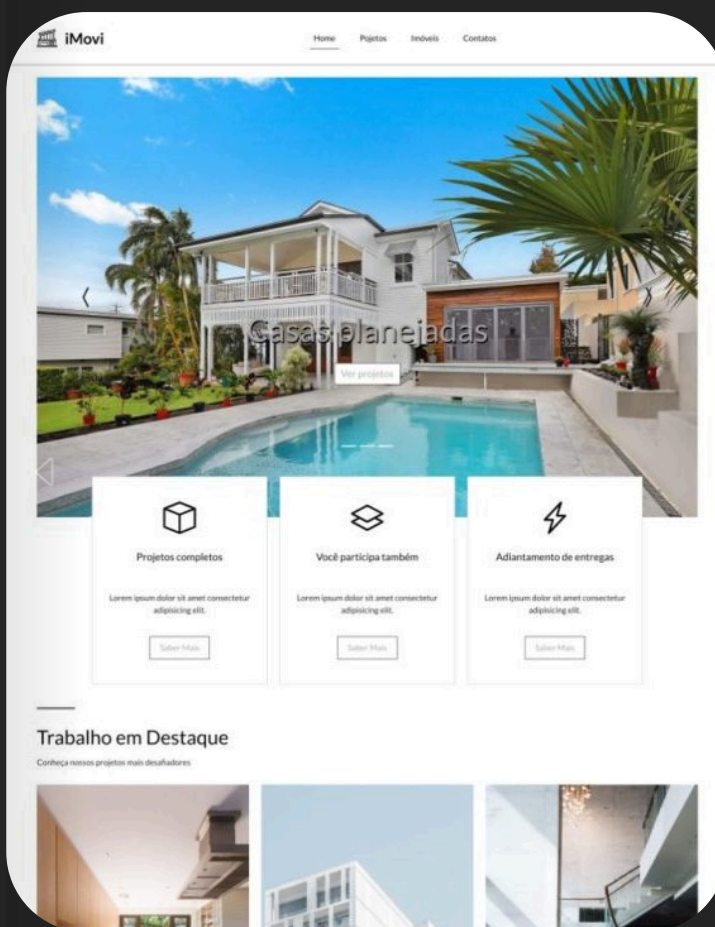 iMovi
Home Pojetos Imóveis Contatos
Casas planejadas
Ver projetos
Projetos completos
Lorem ipsum dolor sit amet consectetur
adipisicing elit.
Saber Mais
Você participa também
Lorem ipsum dolor sit amet consectetur
adipisicing elit.
Saber Mais
Adiantamento de entregas
Lorem ipsum dolor sit amet consectetur
adipisicing elit.
Saber Mais
Trabalho em Destaque
Conheça nossos projetos mais desafiadores